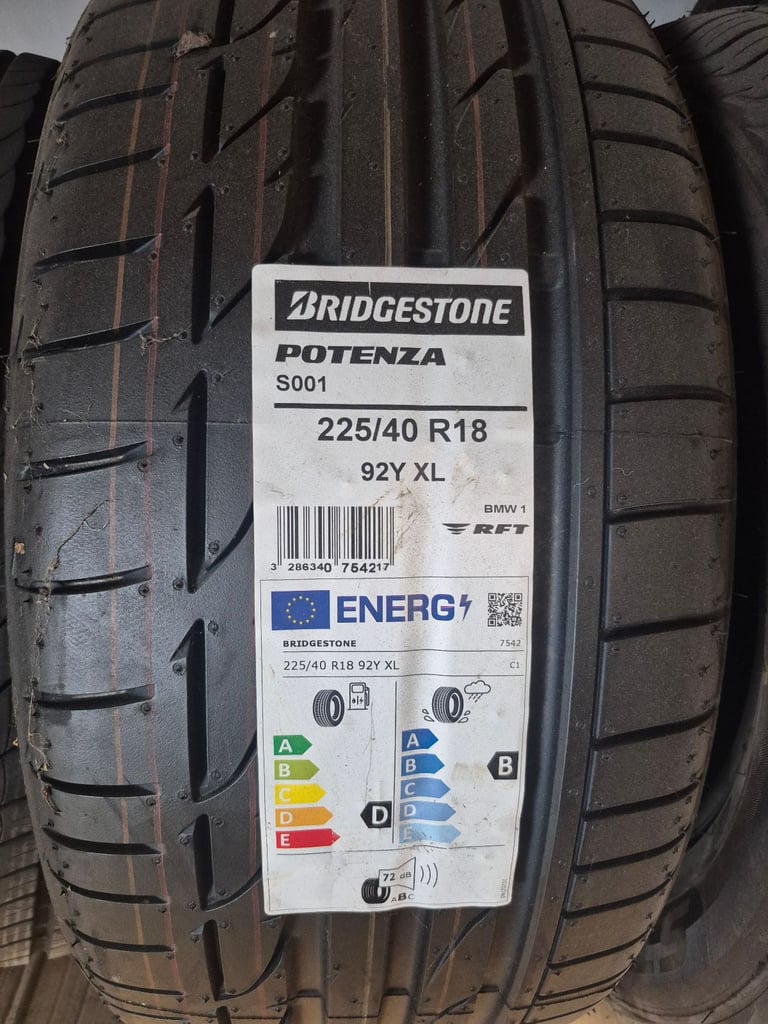 BRIDGESTONE
POTENZA
S001
225/40 R18
92Y XL
BMW 1
RFT
3 286340 754217
ENERG
BRIDGESTONE 7542
225/40 R18 92Y XL C1
A
B
C
D
E
D
A
B
C
D
E
B
72 dB
ABC